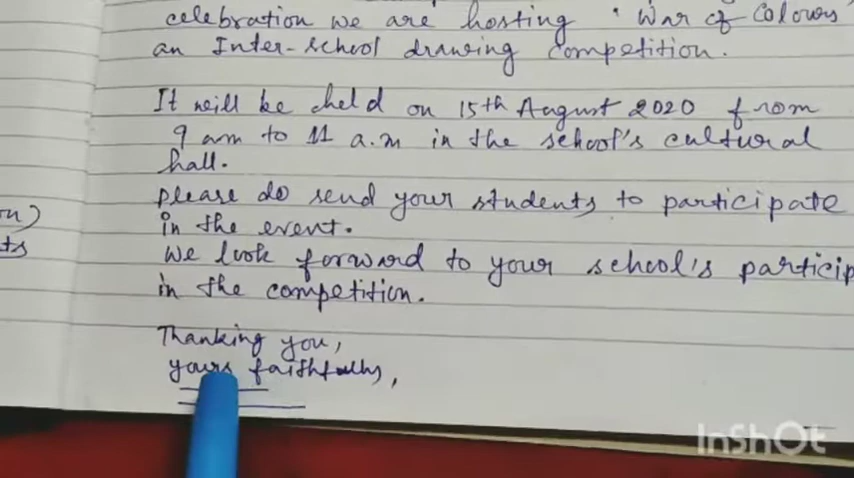 celebration we are hosting "War of Colours
an Inter-school drawing competition.
It will be held on 15th August 2020 from
9 am to 11 a.m in the school's cultural
hall.
please do send your students to participate
in the event.
ts
We look forward to your school's particip
in the competition.
Thanking you,
yours faithfully,
InShOt